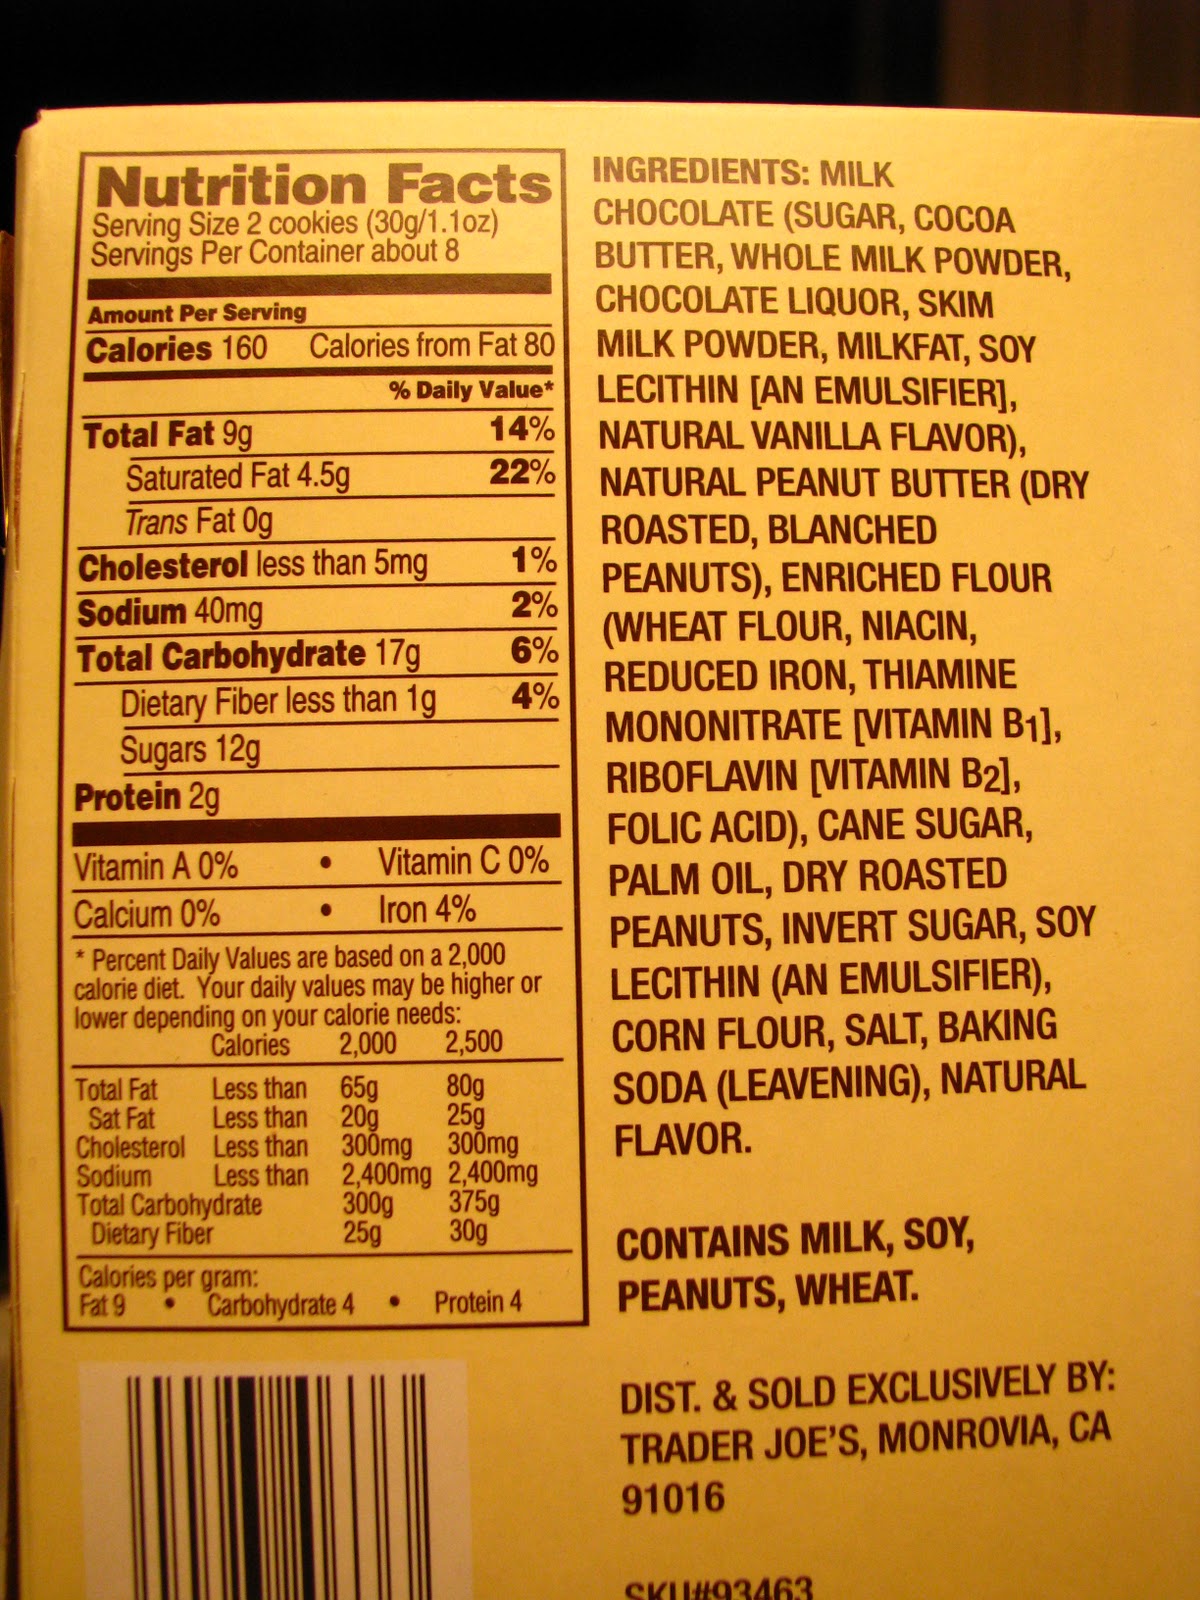 Nutrition Facts
Serving Size 2 cookies (30g/1.1oz)
Servings Per Container about 8
Amount Per Serving
Calories 160 Calories from Fat 80
% Daily Value*
Total Fat 9g 14%
Saturated Fat 4.5g 22%
Trans Fat 0g
Cholesterol less than 5mg 1%
Sodium 40mg 2%
Total Carbohydrate 17g 6%
Dietary Fiber less than 1g 4%
Sugars 12g
Protein 2g
Vitamin A 0% • Vitamin C 0%
Calcium 0% • Iron 4%
* Percent Daily Values are based on a 2,000
calorie diet. Your daily values may be higher or
lower depending on your calorie needs:
Calories 2,000 2,500
Total Fat Less than 65g 80g
Sat Fat Less than 20g 25g
Cholesterol Less than 300mg 300mg
Sodium Less than 2,400mg 2,400mg
Total Carbohydrate 300g 375g
Dietary Fiber 25g 30g
Calories per gram:
Fat 9 • Carbohydrate 4 • Protein 4
INGREDIENTS: MILK
CHOCOLATE (SUGAR, COCOA
BUTTER, WHOLE MILK POWDER,
CHOCOLATE LIQUOR, SKIM
MILK POWDER, MILKFAT, SOY
LECITHIN [AN EMULSIFIER],
NATURAL VANILLA FLAVOR),
NATURAL PEANUT BUTTER (DRY
ROASTED, BLANCHED
PEANUTS), ENRICHED FLOUR
(WHEAT FLOUR, NIACIN,
REDUCED IRON, THIAMINE
MONONITRATE [VITAMIN B1],
RIBOFLAVIN [VITAMIN B2],
FOLIC ACID), CANE SUGAR,
PALM OIL, DRY ROASTED
PEANUTS, INVERT SUGAR, SOY
LECITHIN (AN EMULSIFIER),
CORN FLOUR, SALT, BAKING
SODA (LEAVENING), NATURAL
FLAVOR.
CONTAINS MILK, SOY,
PEANUTS, WHEAT.
DIST. & SOLD EXCLUSIVELY BY:
TRADER JOE'S, MONROVIA, CA
91016
SKU#93463